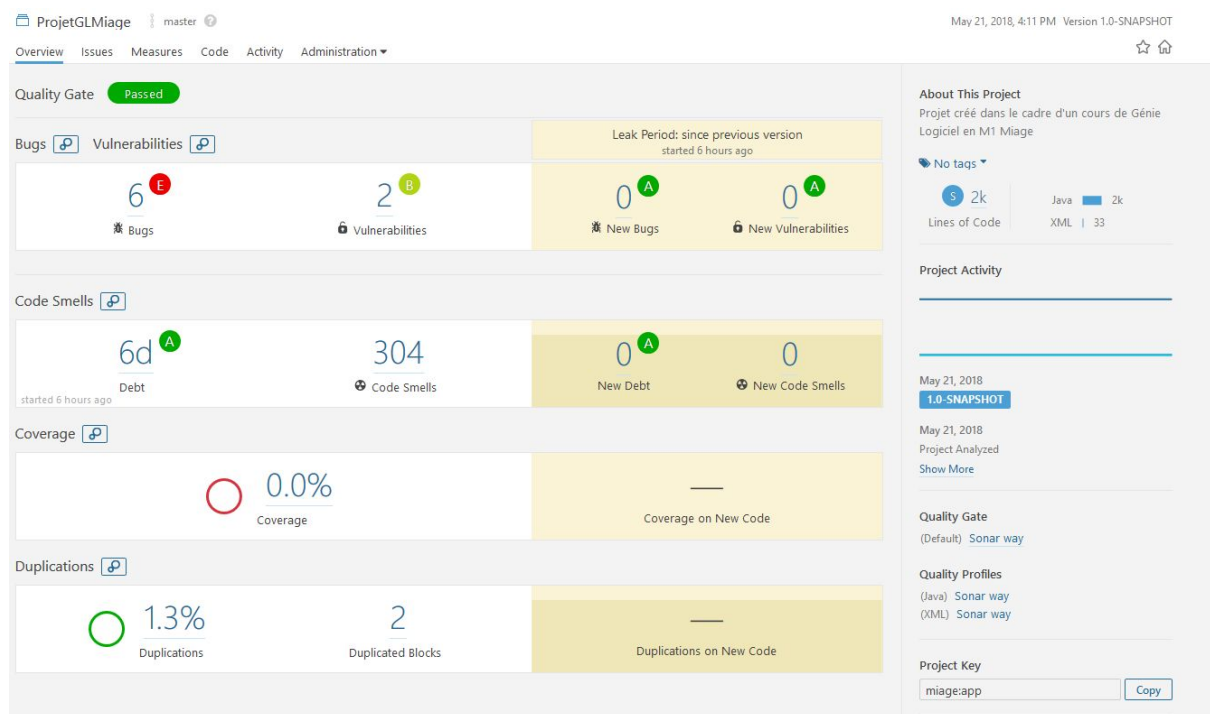 ProjetGLMiage master ?
May 21, 2018, 4:11 PM Version 1.0-SNAPSHOT
Overview Issues Measures Code Activity Administration
Quality Gate Passed
Bugs Vulnerabilities
Leak Period: since previous version
started 6 hours ago
6 E
Bugs
2 B
Vulnerabilities
0 A
New Bugs
0 A
New Vulnerabilities
Code Smells
6d A
Debt
started 6 hours ago
304
Code Smells
0 A
New Debt
0
New Code Smells
Coverage
0.0%
Coverage
—
Coverage on New Code
Duplications
1.3%
Duplications
2
Duplicated Blocks
—
Duplications on New Code
About This Project
Projet créé dans le cadre d'un cours de Génie
Logiciel en M1 Miage
No tags
S 2k
Lines of Code
Java 2k
XML 33
Project Activity
May 21, 2018
1.0-SNAPSHOT
May 21, 2018
Project Analyzed
Show More
Quality Gate
(Default) Sonar way
Quality Profiles
(Java) Sonar way
(XML) Sonar way
Project Key
miage:app Copy